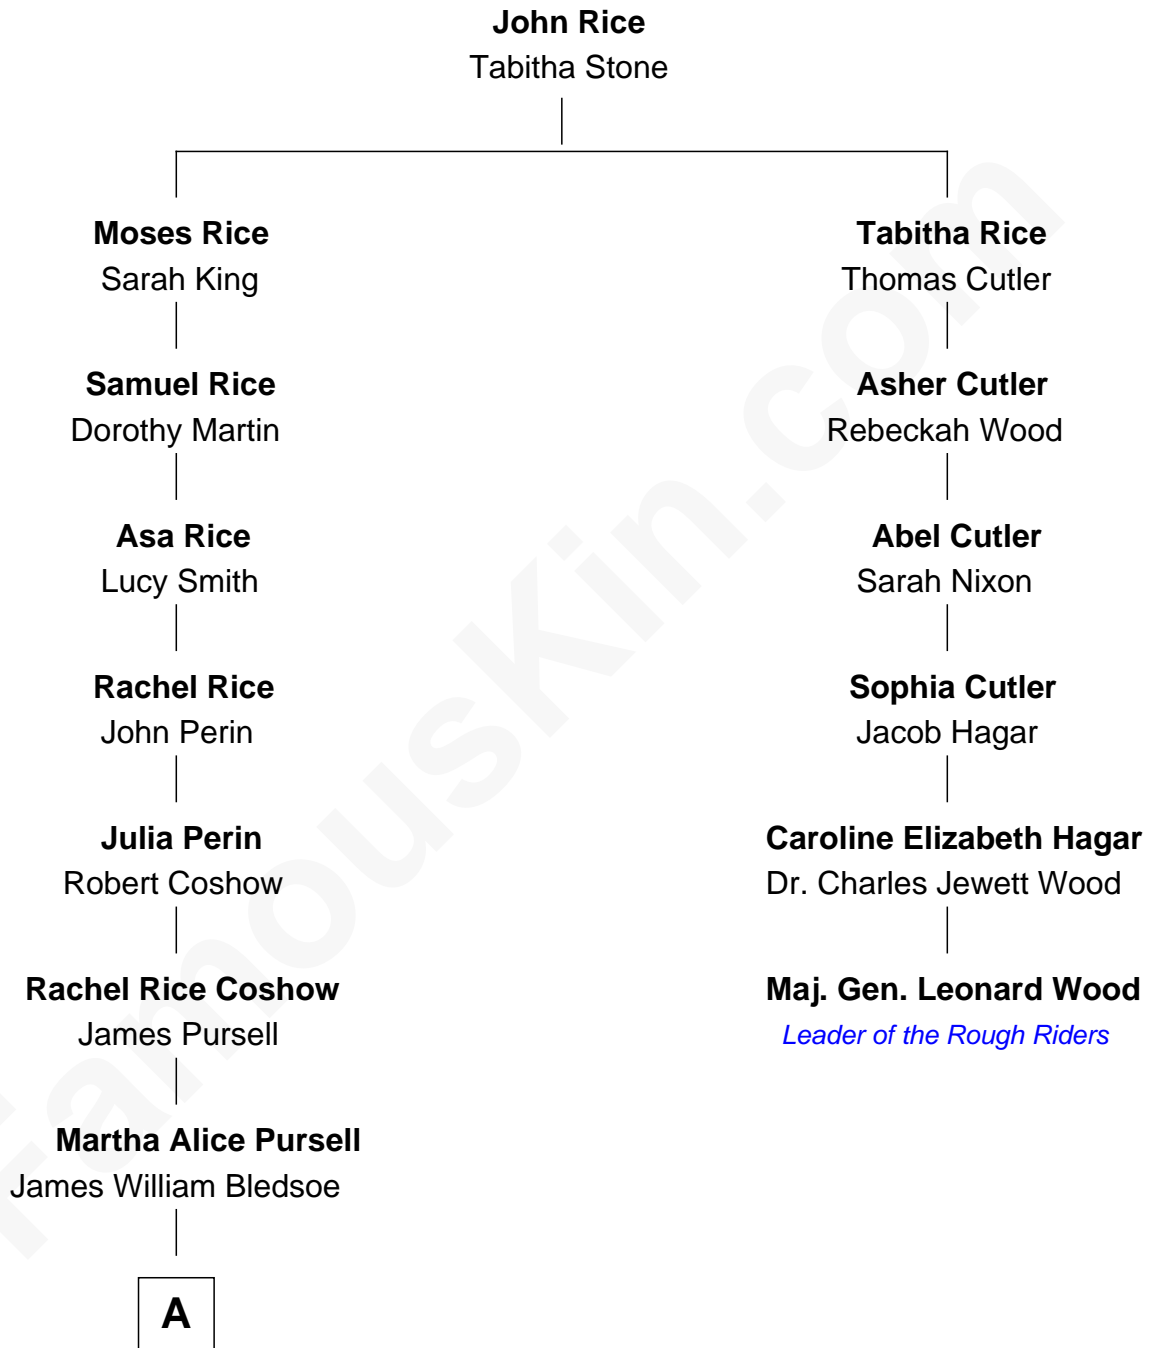 John Rice
Tabitha Stone
Moses Rice
Sarah King
Tabitha Rice
Thomas Cutler
Samuel Rice
Dorothy Martin
Asher Cutler
Rebeckah Wood
Asa Rice
Lucy Smith
Abel Cutler
Sarah Nixon
Rachel Rice
John Perin
Sophia Cutler
Jacob Hagar
Julia Perin
Robert Coshow
Caroline Elizabeth Hagar
Dr. Charles Jewett Wood
Rachel Rice Coshow
James Pursell
Maj. Gen. Leonard Wood
Leader of the Rough Riders
Martha Alice Pursell
James William Bledsoe
A
FamousKin.com